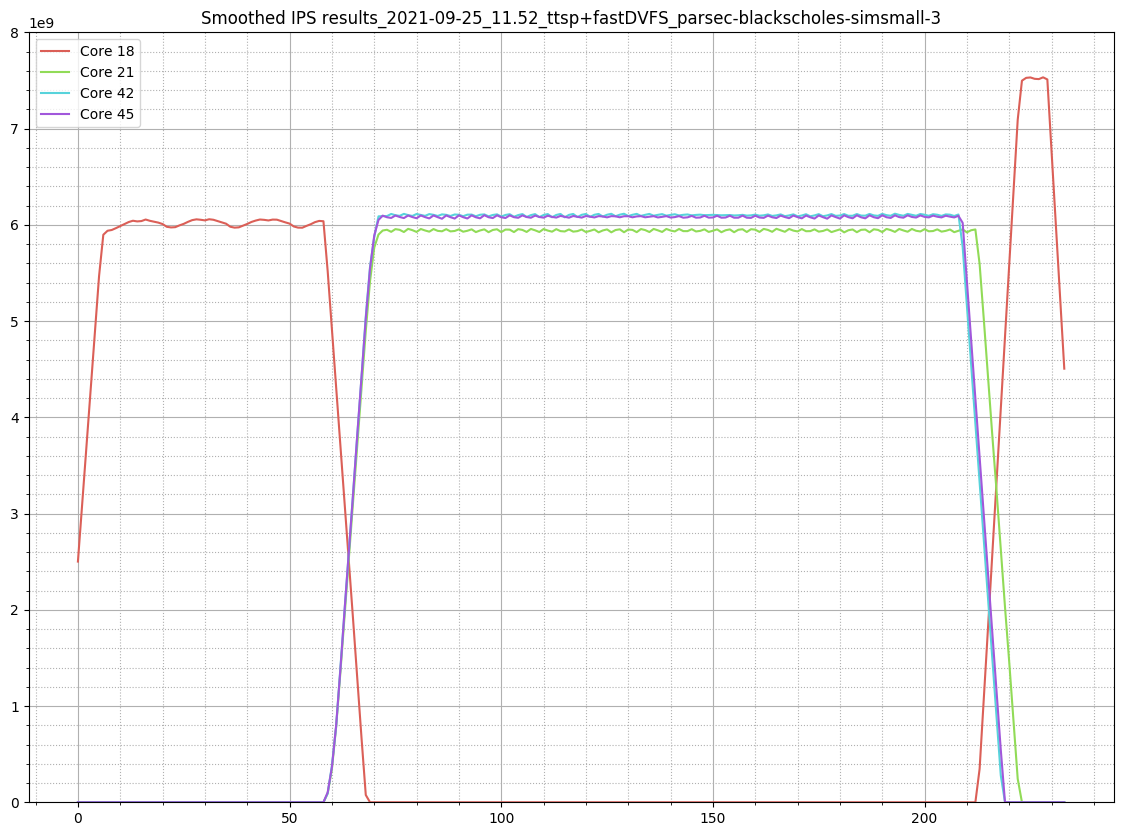 Smoothed IPS results_2021-09-25_11.52_ttsp+fastDVFS_parsec-blackscholes-simsmall-3
1e9
8
Core 18
Core 21
Core 42
Core 45
7
6
5
4
3
2
1
0
0 50 100 150 200